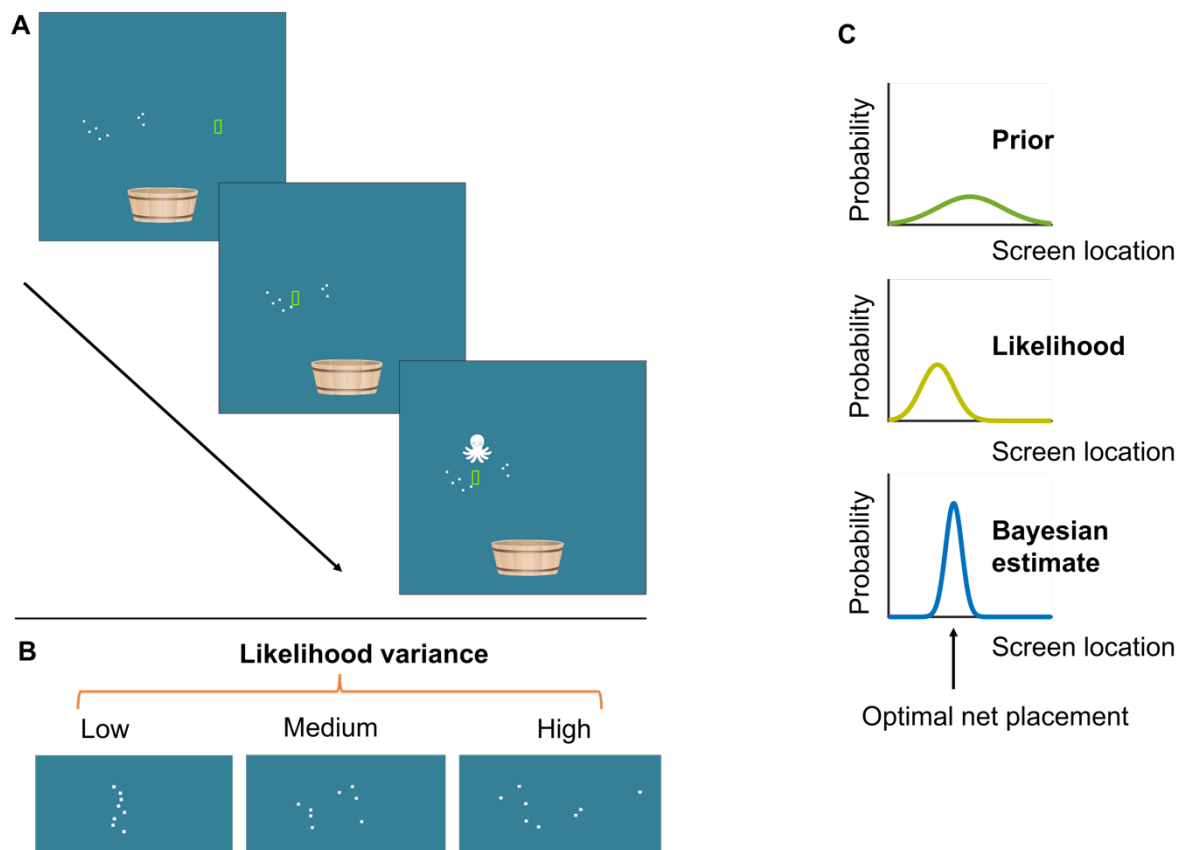 A
B
Likelihood variance
Low
Medium
High
C
Probability
Prior
Screen location
Probability
Likelihood
Screen location
Probability
Bayesian
estimate
Screen location
Optimal net placement